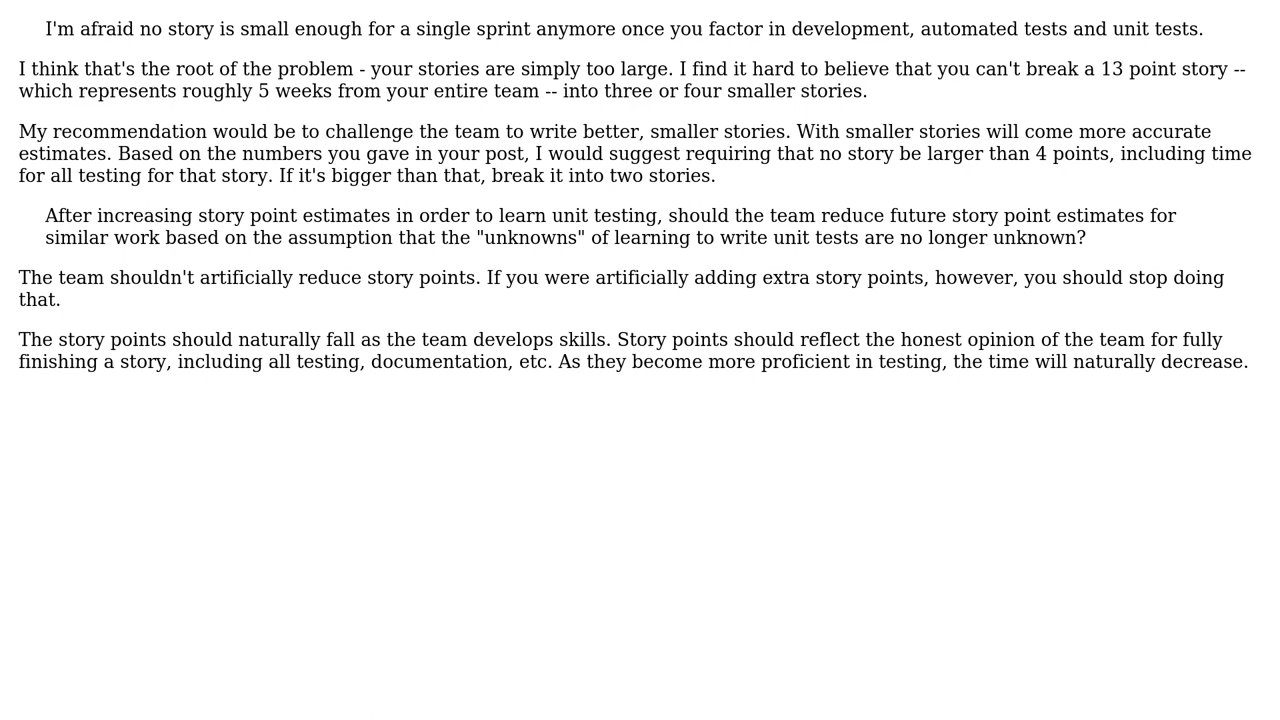 I'm afraid no story is small enough for a single sprint anymore once you factor in development, automated tests and unit tests.
I think that's the root of the problem - your stories are simply too large. I find it hard to believe that you can't break a 13 point story --
which represents roughly 5 weeks from your entire team -- into three or four smaller stories.
My recommendation would be to challenge the team to write better, smaller stories. With smaller stories will come more accurate
estimates. Based on the numbers you gave in your post, I would suggest requiring that no story be larger than 4 points, including time
for all testing for that story. If it's bigger than that, break it into two stories.
After increasing story point estimates in order to learn unit testing, should the team reduce future story point estimates for
similar work based on the assumption that the "unknowns" of learning to write unit tests are no longer unknown?
The team shouldn't artificially reduce story points. If you were artificially adding extra story points, however, you should stop doing
that.
The story points should naturally fall as the team develops skills. Story points should reflect the honest opinion of the team for fully
finishing a story, including all testing, documentation, etc. As they become more proficient in testing, the time will naturally decrease.